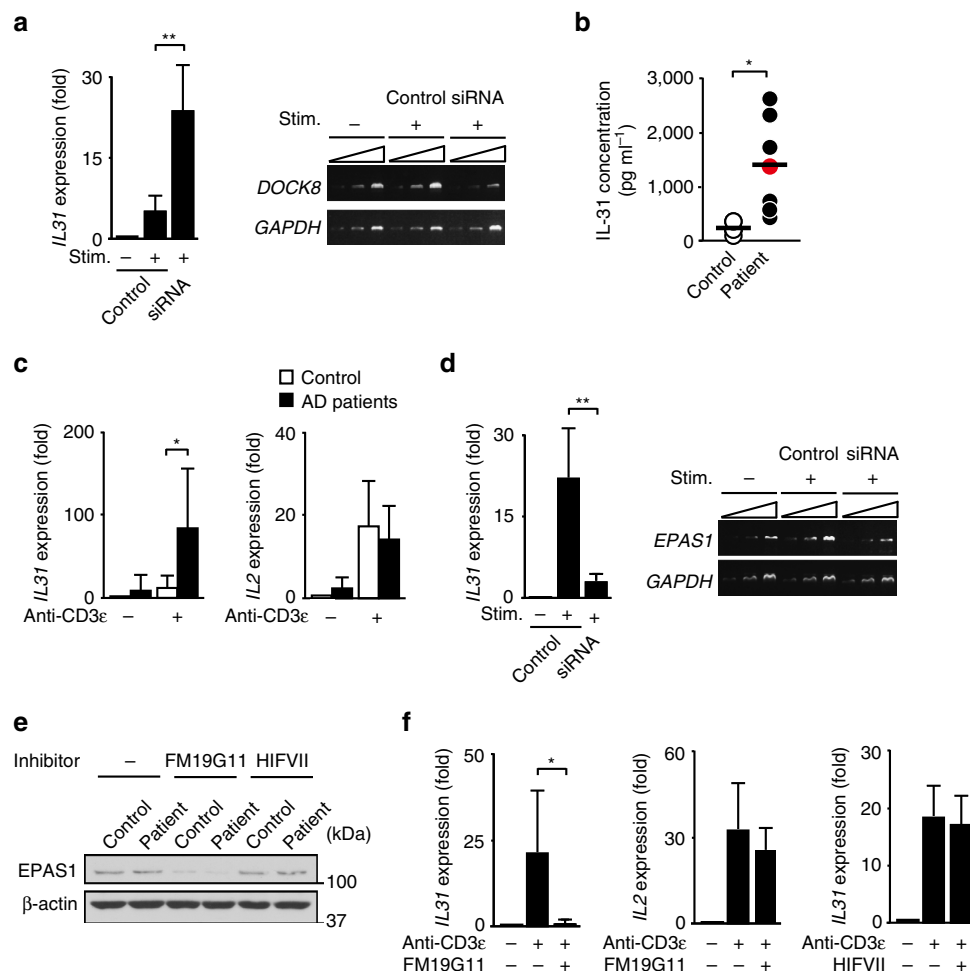 a
**
30
15
0
IL31 expression (fold)
Stim. – + +
Control
siRNA
Control siRNA
Stim. – + +
DOCK8
GAPDH
b
*
3,000
2,000
1,000
0
IL-31 concentration
(pg ml⁻¹)
Control
Patient
c
Control
AD patients
200
100
0
IL31 expression (fold)
*
Anti-CD3ε – +
40
20
0
IL2 expression (fold)
Anti-CD3ε – +
d
**
30
15
0
IL31 expression (fold)
Stim. – + +
Control
siRNA
Control siRNA
Stim. – + +
EPAS1
GAPDH
e
Inhibitor – FM19G11 HIFVII
Control Patient Control Patient Control Patient (kDa)
EPAS1
100
β-actin
37
f
50
25
0
IL31 expression (fold)
*
Anti-CD3ε – + +
FM19G11 – – +
60
30
0
IL2 expression (fold)
Anti-CD3ε – + +
FM19G11 – – +
30
20
10
0
IL31 expression (fold)
Anti-CD3ε – + +
HIFVII – – +